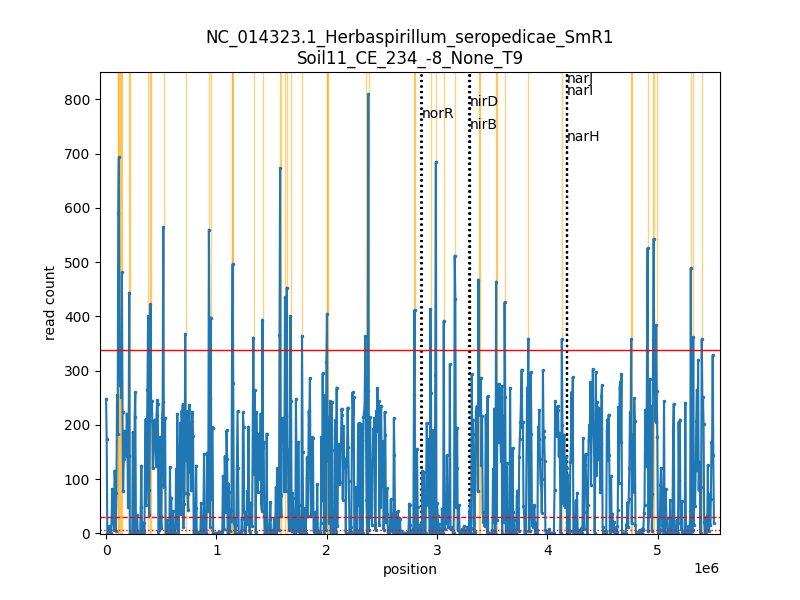 NC_014323.1_Herbaspirillum_seropedicae_SmR1
Soil11_CE_234_-8_None_T9
narJ
narI
nirD
norR
nirB
narH
800
700
600
500
400
300
200
100
0
read count
0
1
2
3
4
5
1e6
position